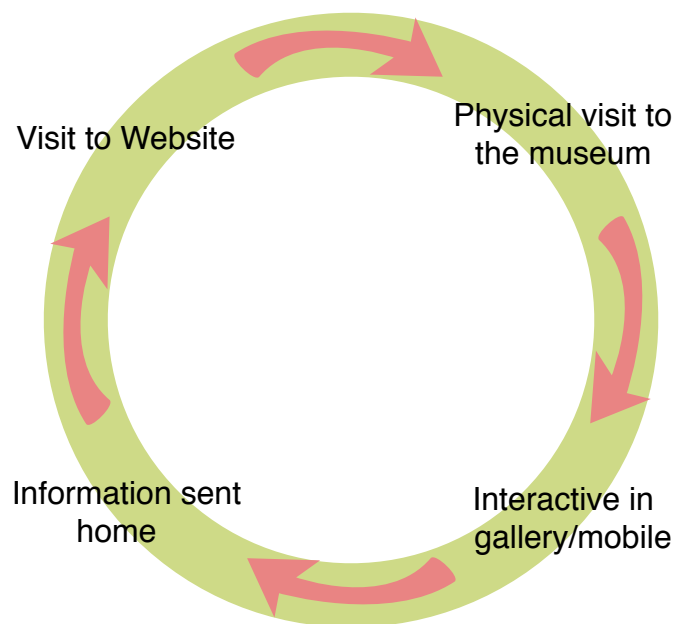 Visit to Website
Physical visit to
the museum
Information sent
home
Interactive in
gallery/mobile